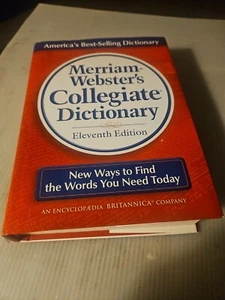 America's Best-Selling Dictionary
Merriam-
Webster's
Collegiate
Dictionary
Eleventh Edition
New Ways to Find
the Words You Need Today
AN ENCYCLOPÆDIA BRITANNICA® COMPANY